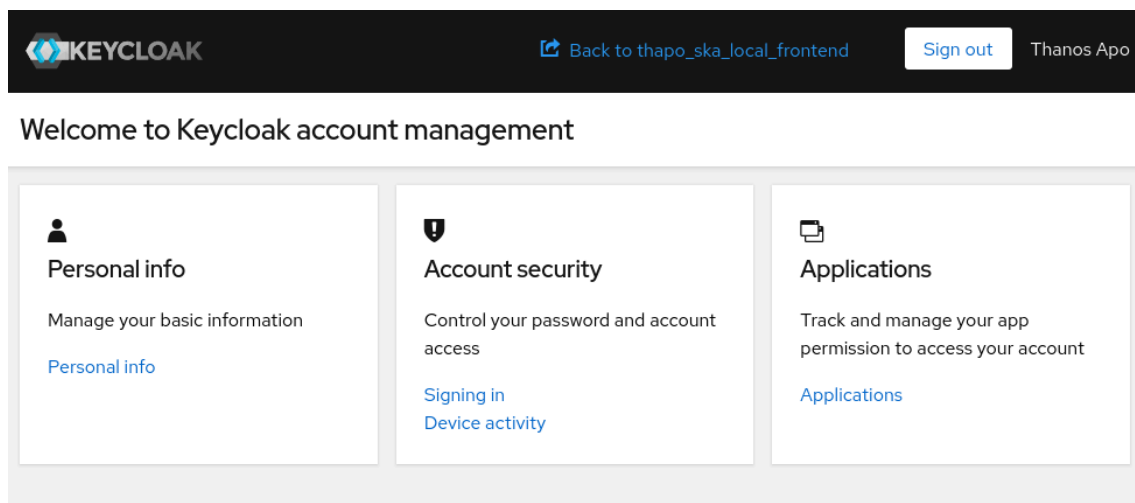 KEYCLOAK
Back to thapo_ska_local_frontend
Sign out
Thanos Apo
Welcome to Keycloak account management
Personal info
Manage your basic information
Personal info
Account security
Control your password and account
access
Signing in
Device activity
Applications
Track and manage your app
permission to access your account
Applications